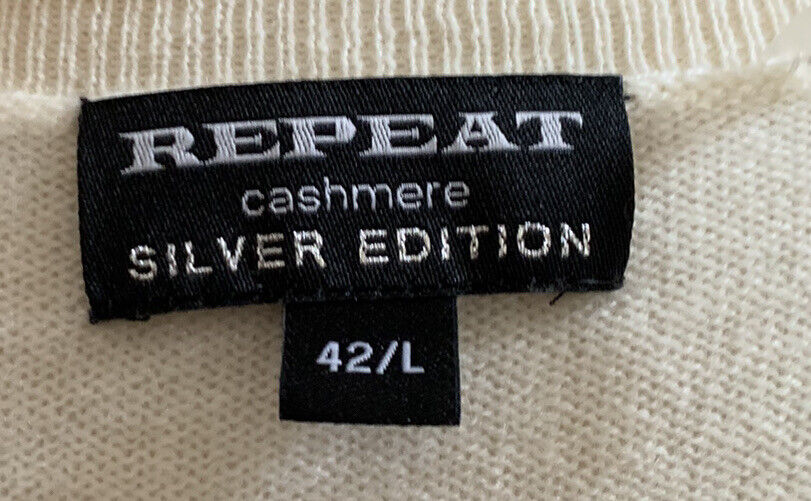 REPEAT
cashmere
SILVER EDITION
42/L